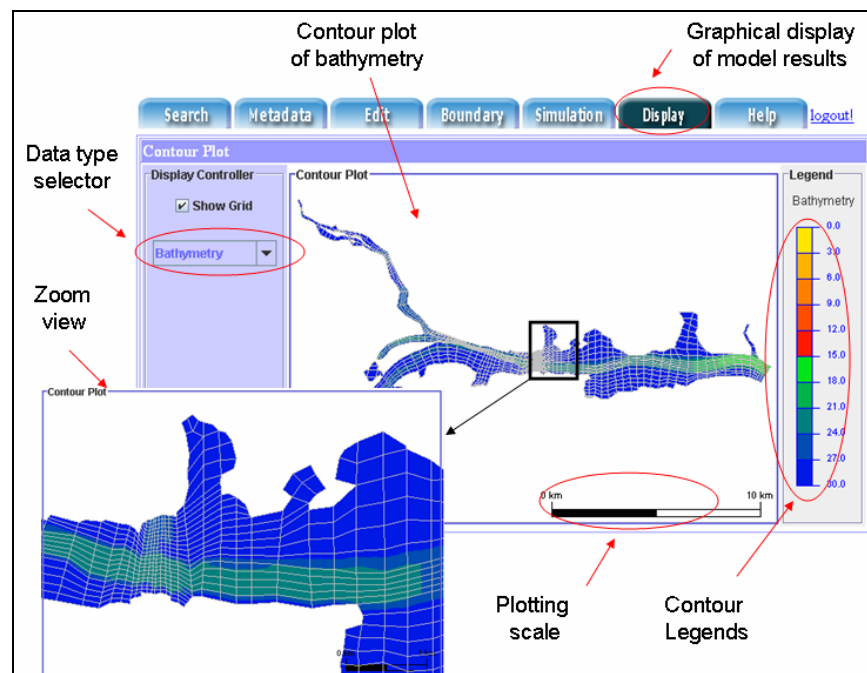 Contour plot
of bathymetry
Graphical display
of model results
Search
Metadata
Edit
Boundary
Simulation
Display
Help
logout!
Contour Plot
Data type
selector
Display Controller
Show Grid
Bathymetry
Contour Plot
Legend
Bathymetry
0.0
3.0
6.0
9.0
12.0
15.0
18.0
21.0
24.0
27.0
30.0
Zoom
view
Contour Plot
0 km
10 km
Plotting
scale
Contour
Legends